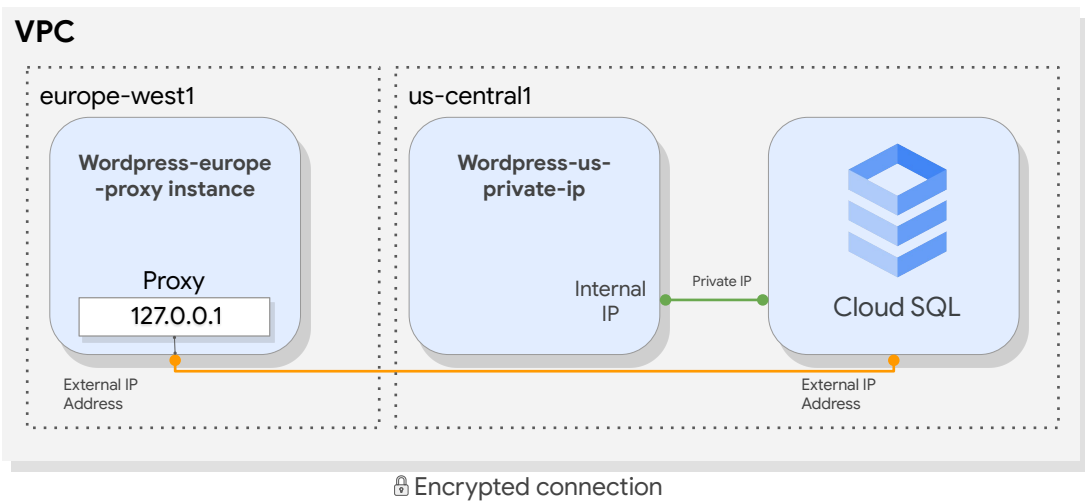 VPC
europe-west1
us-central1
Wordpress-europe
-proxy instance
Wordpress-us-
private-ip
Proxy
127.0.0.1
Internal
IP
Private IP
Cloud SQL
External IP
Address
External IP
Address
Encrypted connection